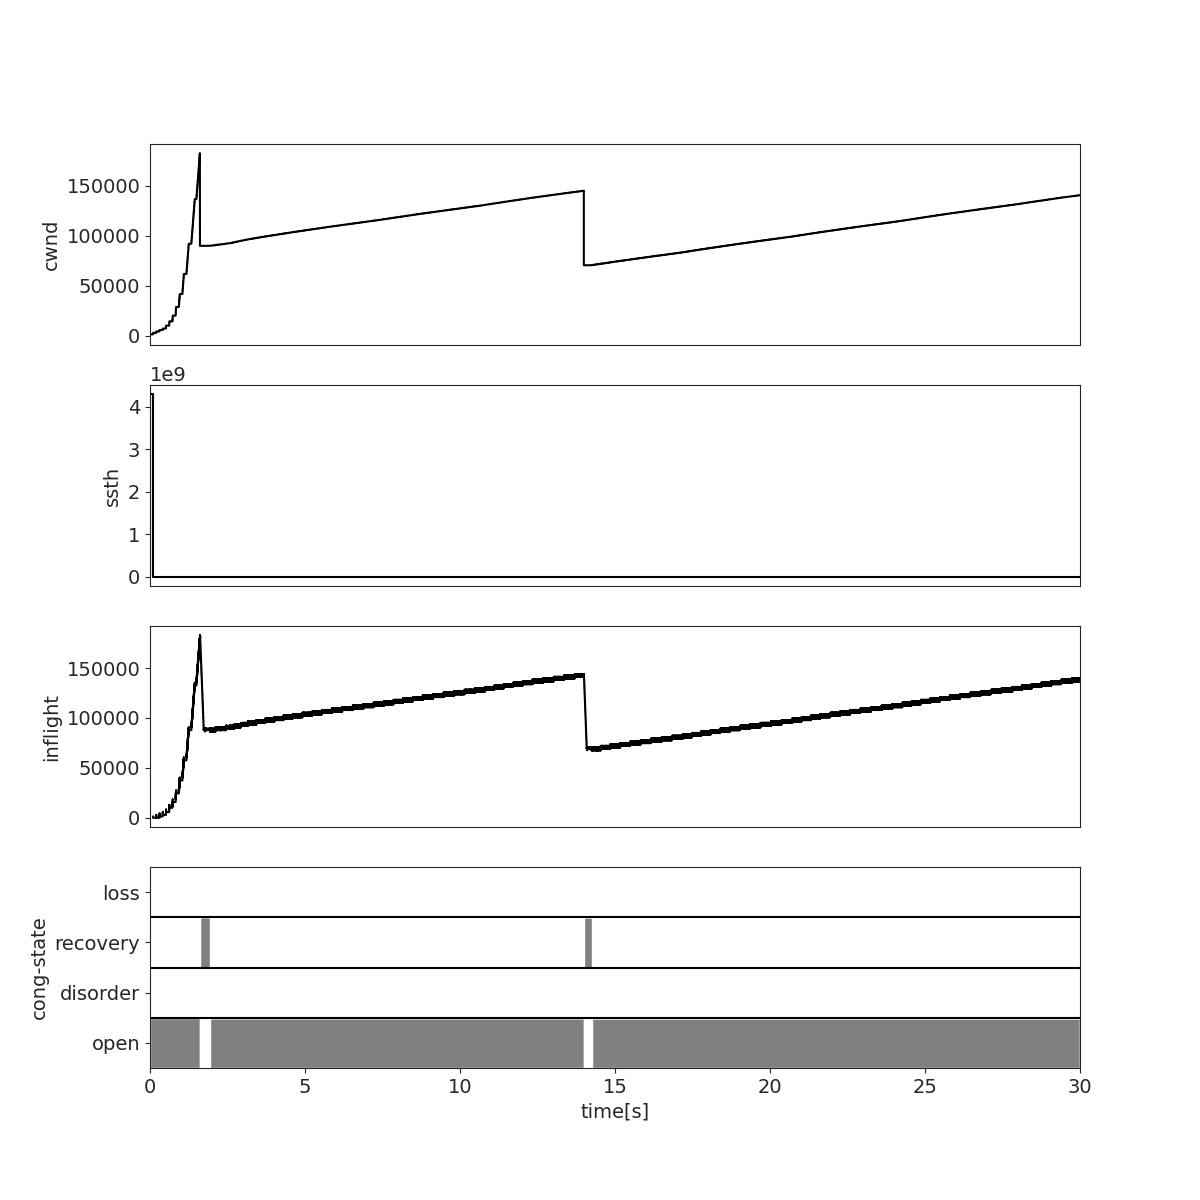 150000
100000
50000
0
cwnd
1e9
4
3
2
1
0
ssth
150000
100000
50000
0
inflight
loss
recovery
disorder
open
cong-state
0 5 10 15 20 25 30
time[s]